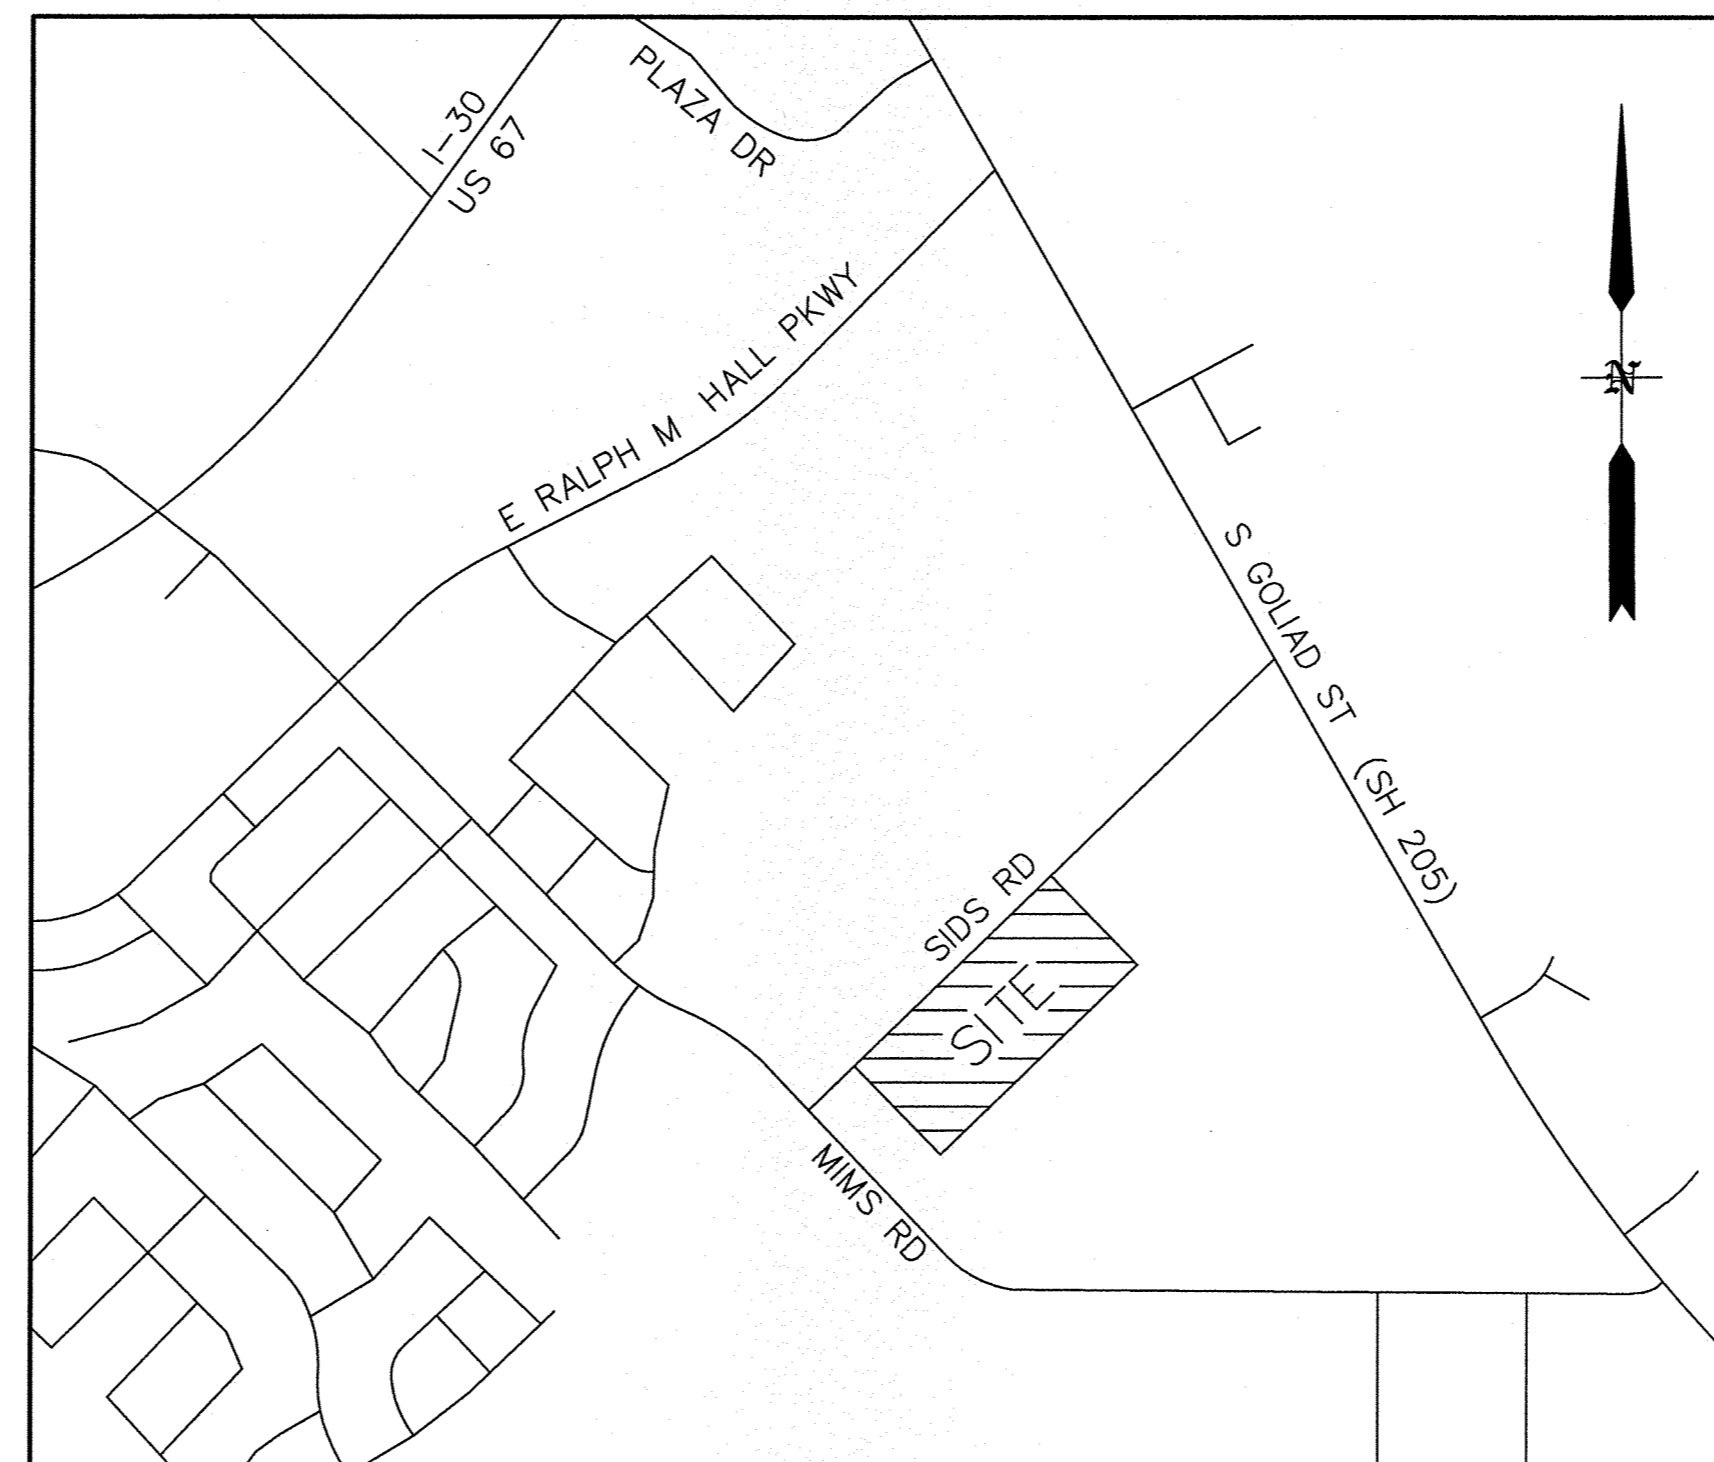 I-30
US 67
PLAZA DR
E RALPH M HALL PKWY
N
S GOLIAD ST (SH 205)
SIDS RD
SITE
MIMS RD